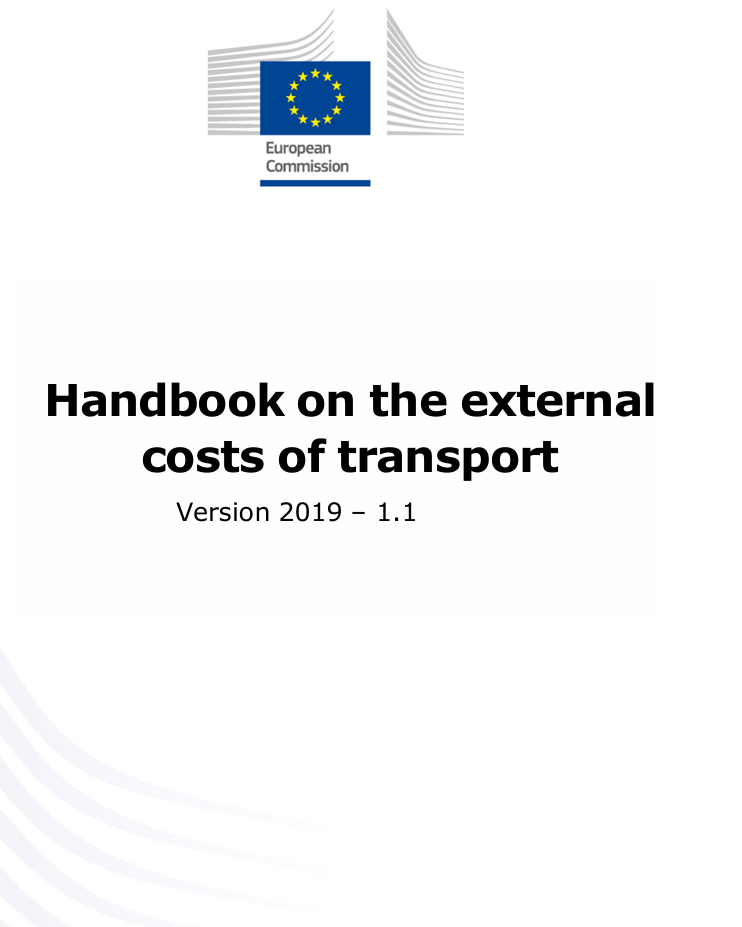 European
Commission
Handbook on the external
costs of transport
Version 2019 – 1.1